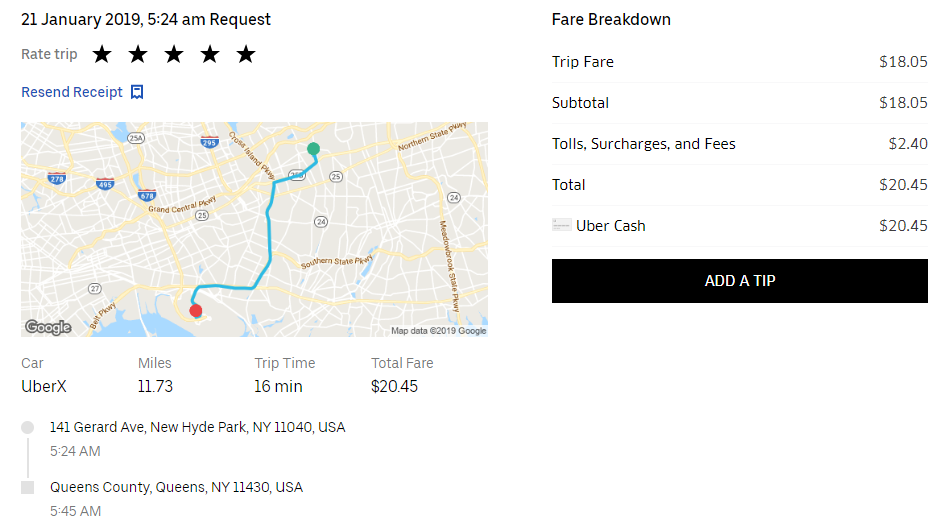 21 January 2019, 5:24 am Request
Rate trip
Resend Receipt
25A
295
Cross Island Pkwy
Northern State Pkwy
25B
25
278
495
678
Grand Central Pkwy
25
24
24
Southern State Pkwy
Meadowbrook State Pkwy
27
Belt Pkwy
Google
Map data ©2019 Google
Car
Miles
Trip Time
Total Fare
UberX
11.73
16 min
$20.45
141 Gerard Ave, New Hyde Park, NY 11040, USA
5:24 AM
Queens County, Queens, NY 11430, USA
5:45 AM
Fare Breakdown
Trip Fare $18.05
Subtotal $18.05
Tolls, Surcharges, and Fees $2.40
Total $20.45
Uber Cash $20.45
ADD A TIP